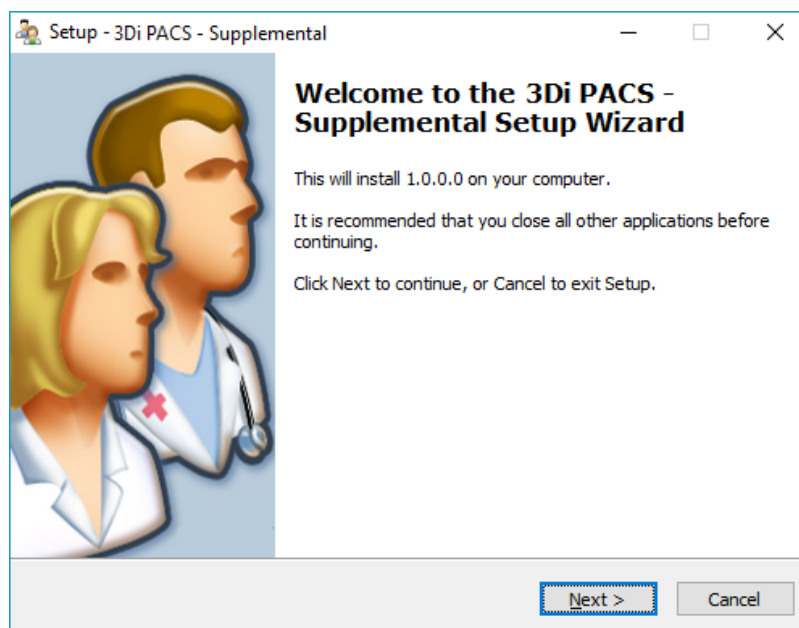 Setup - 3Di PACS - Supplemental
Welcome to the 3Di PACS -
Supplemental Setup Wizard
This will install 1.0.0.0 on your computer.
It is recommended that you close all other applications before
continuing.
Click Next to continue, or Cancel to exit Setup.
Next >
Cancel